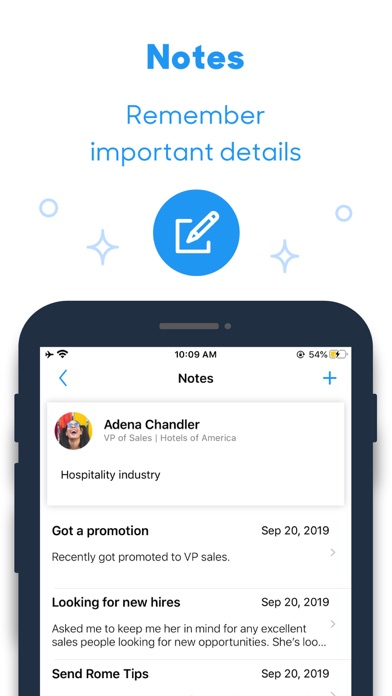 Notes
Remember
important details
10:09 AM
54%
Notes
Adena Chandler
VP of Sales | Hotels of America
Hospitality industry
Got a promotion Sep 20, 2019
Recently got promoted to VP sales.
Looking for new hires Sep 20, 2019
Asked me to keep me her in mind for any excellent
sales people looking for new opportunities. She's loo...
Send Rome Tips Sep 20, 2019